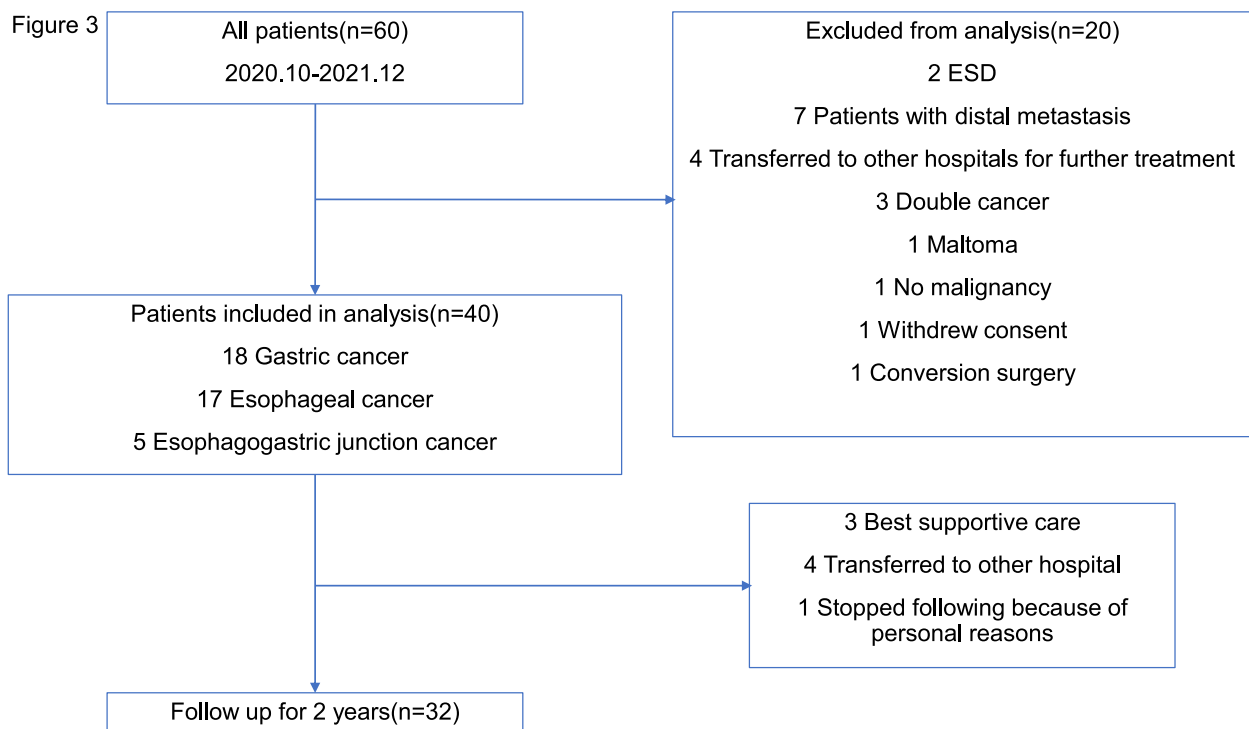 Figure 3
All patients(n=60)
2020.10-2021.12
Excluded from analysis(n=20)
2 ESD
7 Patients with distal metastasis
4 Transferred to other hospitals for further treatment
3 Double cancer
1 Maltoma
1 No malignancy
1 Withdrew consent
1 Conversion surgery
Patients included in analysis(n=40)
18 Gastric cancer
17 Esophageal cancer
5 Esophagogastric junction cancer
3 Best supportive care
4 Transferred to other hospital
1 Stopped following because of
personal reasons
Follow up for 2 years(n=32)